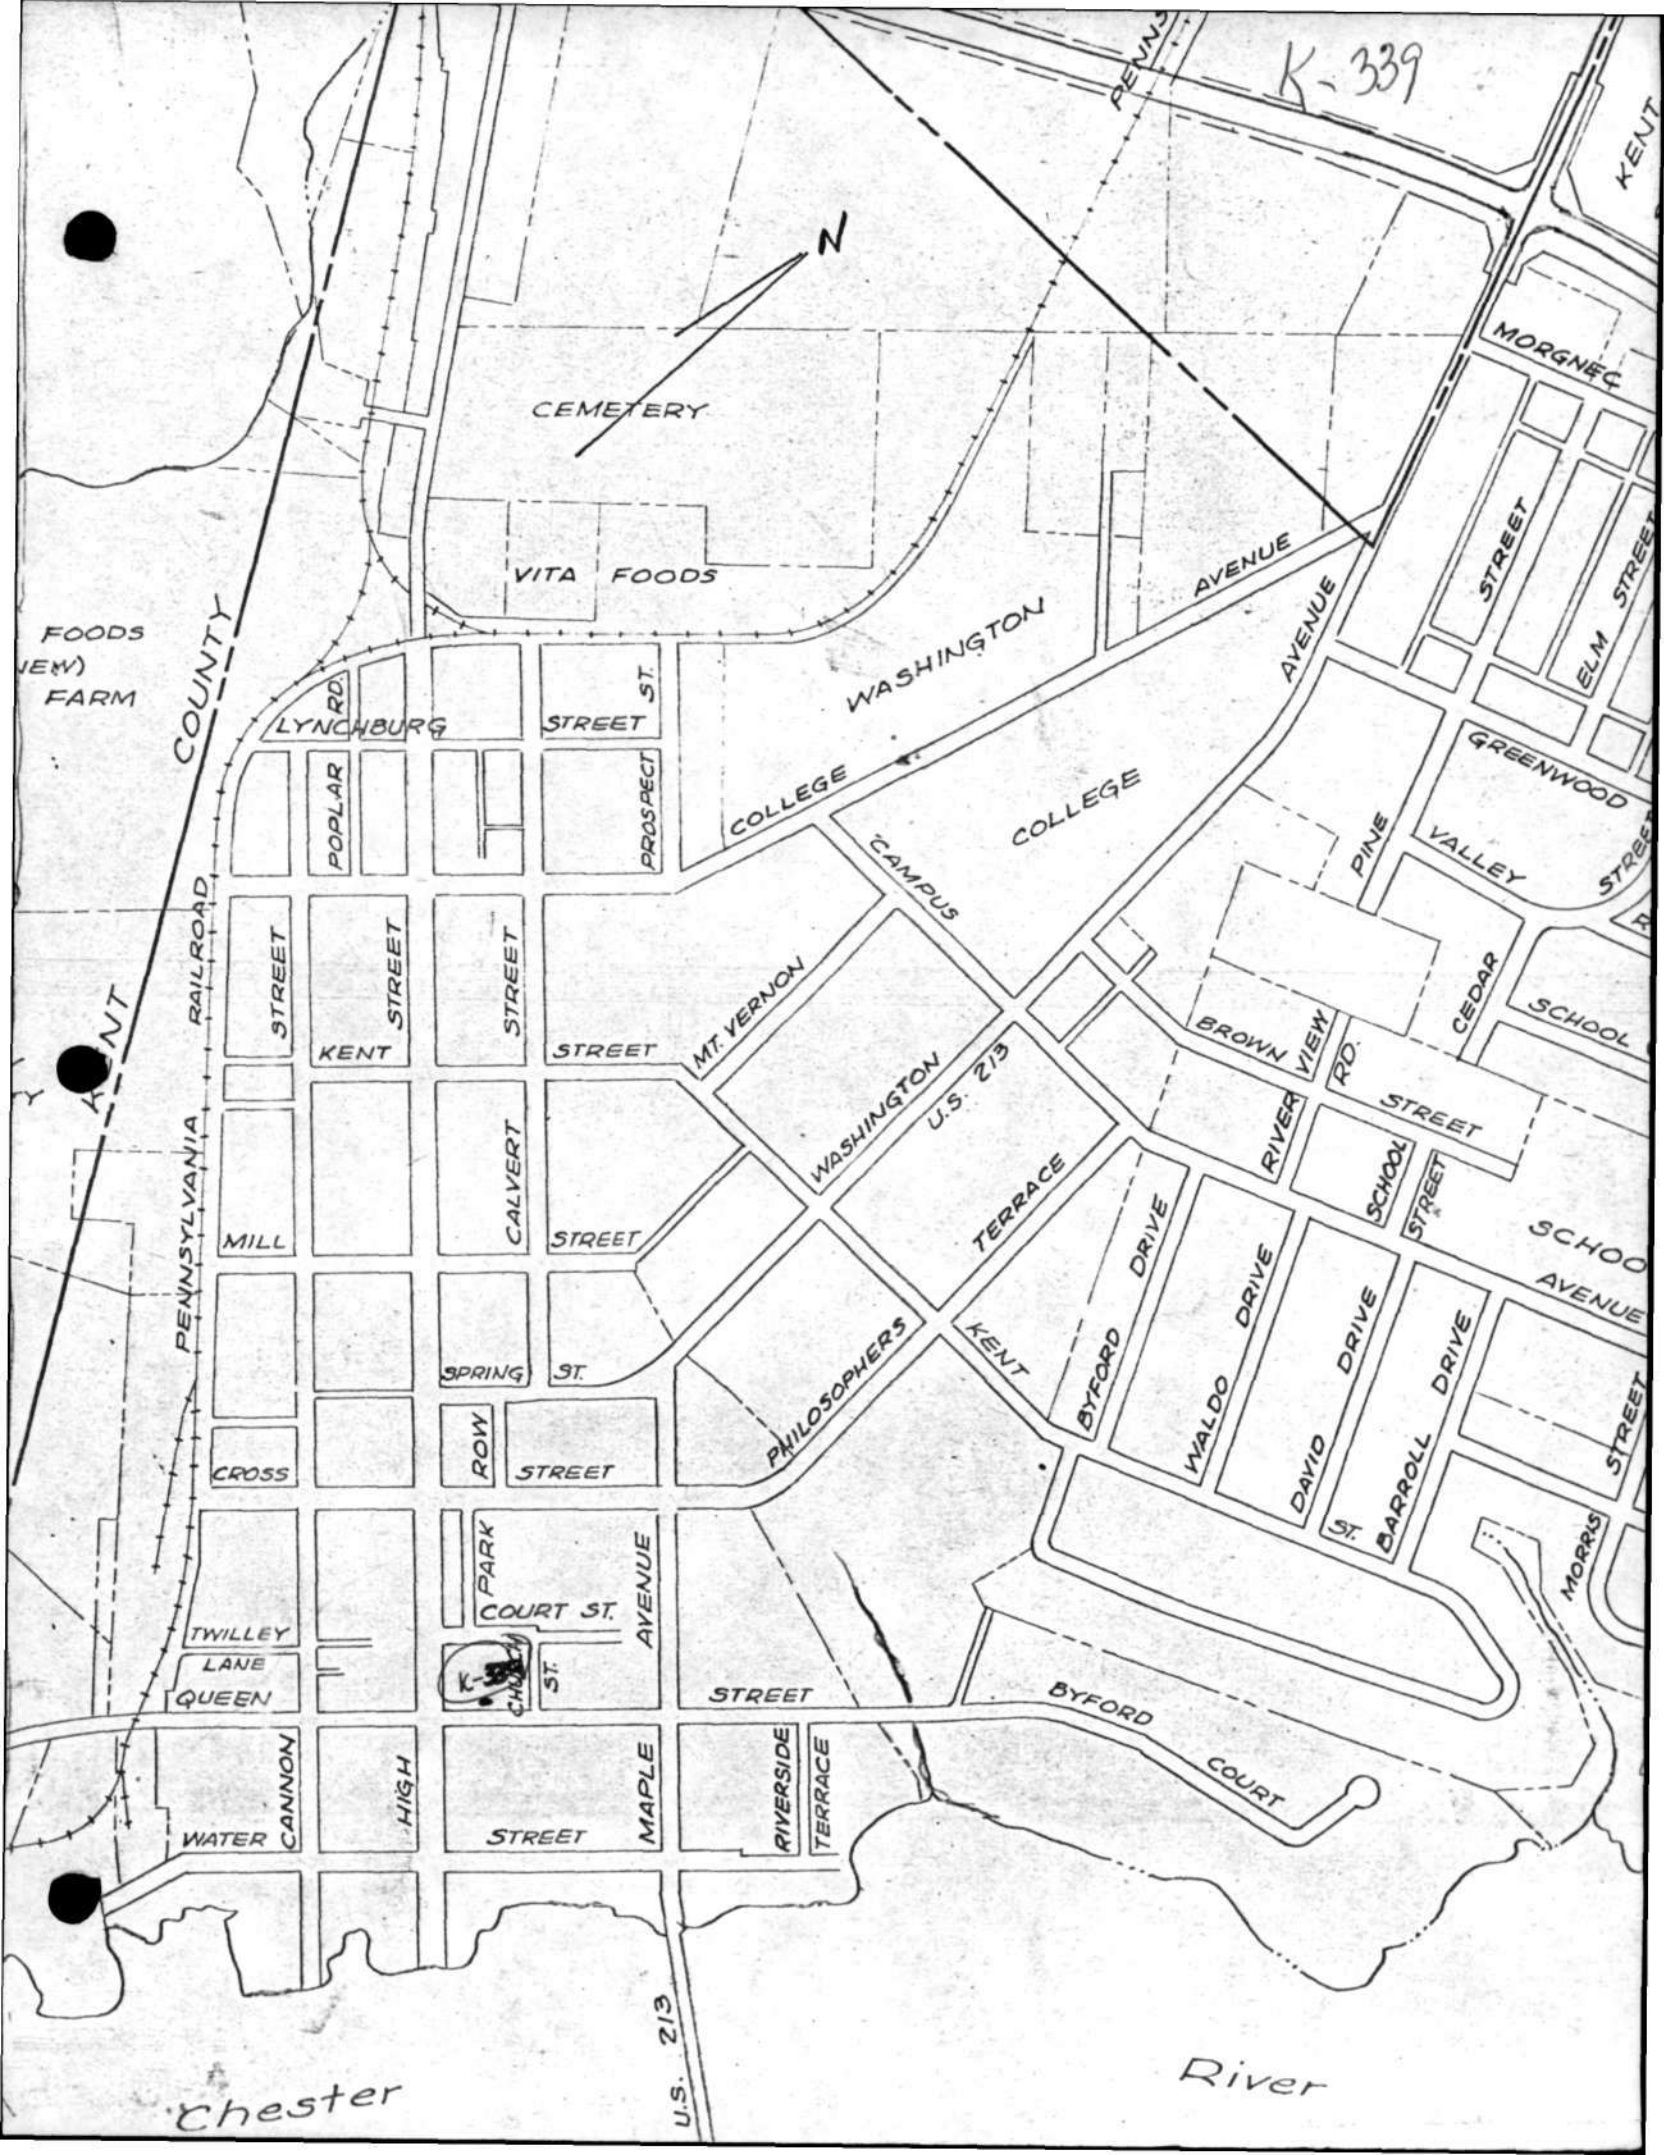 PENNS
K-339
KENT
N
MORGNEC
CEMETERY
STREET
STREET
ELM
VITA FOODS
AVENUE
AVENUE
WASHINGTON
FOODS
FARM
COUNTY
RD.
ST.
LYNCHBURG
STREET
GREENWOOD
POPLAR
PROSPECT
COLLEGE
COLLEGE
CAMPUS
PINE
VALLEY
STREET
RAILROAD
STREET
STREET
STREET
MT. VERNON
CEDAR
SCHOOL
KENT
KENT
STREET
WASHINGTON
U.S. 213
BROWN
VIEW
RD.
STREET
RIVER
PENNSYLVANIA
CALVERT
TERRACE
SCHOOL
STREET
MILL
STREET
DRIVE
DRIVE
SCHOO
AVENUE
SPRING
ST.
PHILOSOPHERS
KENT
BYFORD
DRIVE
DRIVE
CROSS
ROW
STREET
WALDO
DAVID
ST.
BARROLL
STREET
MORRIS
PARK
COURT ST.
AVENUE
TWILLEY
LANE
QUEEN
CHURCH
ST.
STREET
BYFORD
COURT
CANNON
HIGH
MAPLE
RIVERSIDE
TERRACE
WATER
STREET
U.S. 213
Chester
River